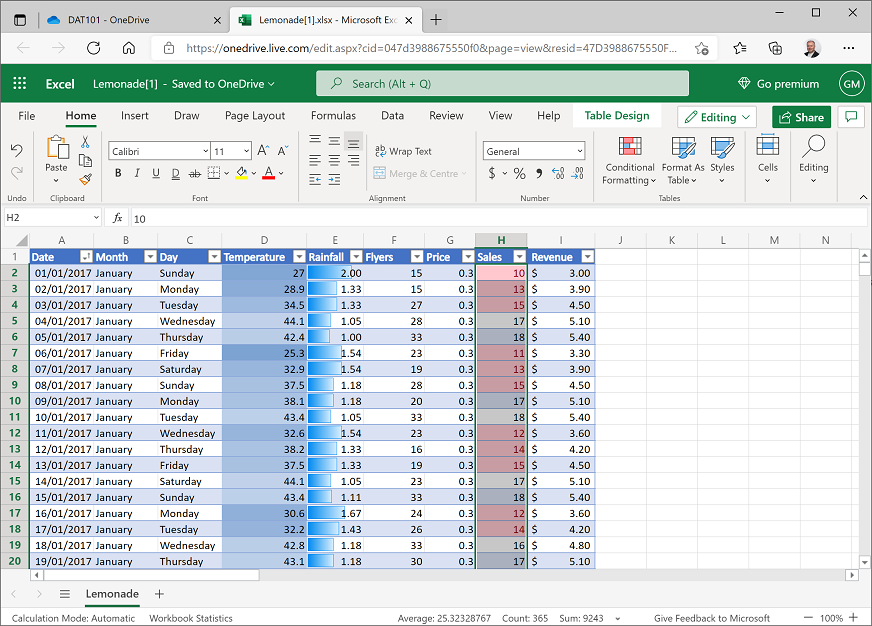 DAT101 - OneDrive
Lemonade[1].xlsx - Microsoft Exc
https://onedrive.live.com/edit.aspx?cid=047d3988675550f0&page=view&resid=47D3988675550F...
Excel Lemonade[1] - Saved to OneDrive Search (Alt + Q) Go premium GM
File Home Insert Draw Page Layout Formulas Data Review View Help Table Design Editing Share
Calibri 11 General
Paste Wrap Text Conditional Formatting Format As Table Styles Cells Editing
B I U D ab A Merge & Centre $ % 9 .00
Undo Clipboard Font Alignment Number Tables
H2 fx 10
A B C D E F G H I J K L M N
1 Date Month Day Temperature Rainfall Flyers Price Sales Revenue
2 01/01/2017 January Sunday 27 2.00 15 0.3 10 $ 3.00
3 02/01/2017 January Monday 28.9 1.33 15 0.3 13 $ 3.90
4 03/01/2017 January Tuesday 34.5 1.33 27 0.3 15 $ 4.50
5 04/01/2017 January Wednesday 44.1 1.05 28 0.3 17 $ 5.10
6 05/01/2017 January Thursday 42.4 1.00 33 0.3 18 $ 5.40
7 06/01/2017 January Friday 25.3 1.54 23 0.3 11 $ 3.30
8 07/01/2017 January Saturday 32.9 1.54 19 0.3 13 $ 3.90
9 08/01/2017 January Sunday 37.5 1.18 28 0.3 15 $ 4.50
10 09/01/2017 January Monday 38.1 1.18 20 0.3 17 $ 5.10
11 10/01/2017 January Tuesday 43.4 1.05 33 0.3 18 $ 5.40
12 11/01/2017 January Wednesday 32.6 1.54 23 0.3 12 $ 3.60
13 12/01/2017 January Thursday 38.2 1.33 16 0.3 14 $ 4.20
14 13/01/2017 January Friday 37.5 1.33 19 0.3 15 $ 4.50
15 14/01/2017 January Saturday 44.1 1.05 23 0.3 17 $ 5.10
16 15/01/2017 January Sunday 43.4 1.11 33 0.3 18 $ 5.40
17 16/01/2017 January Monday 30.6 1.67 24 0.3 12 $ 3.60
18 17/01/2017 January Tuesday 32.2 1.43 26 0.3 14 $ 4.20
19 18/01/2017 January Wednesday 42.8 1.18 33 0.3 16 $ 4.80
20 19/01/2017 January Thursday 43.1 1.18 30 0.3 17 $ 5.10
Lemonade
Calculation Mode: Automatic Workbook Statistics Average: 25.32328767 Count: 365 Sum: 9243 Give Feedback to Microsoft 100%